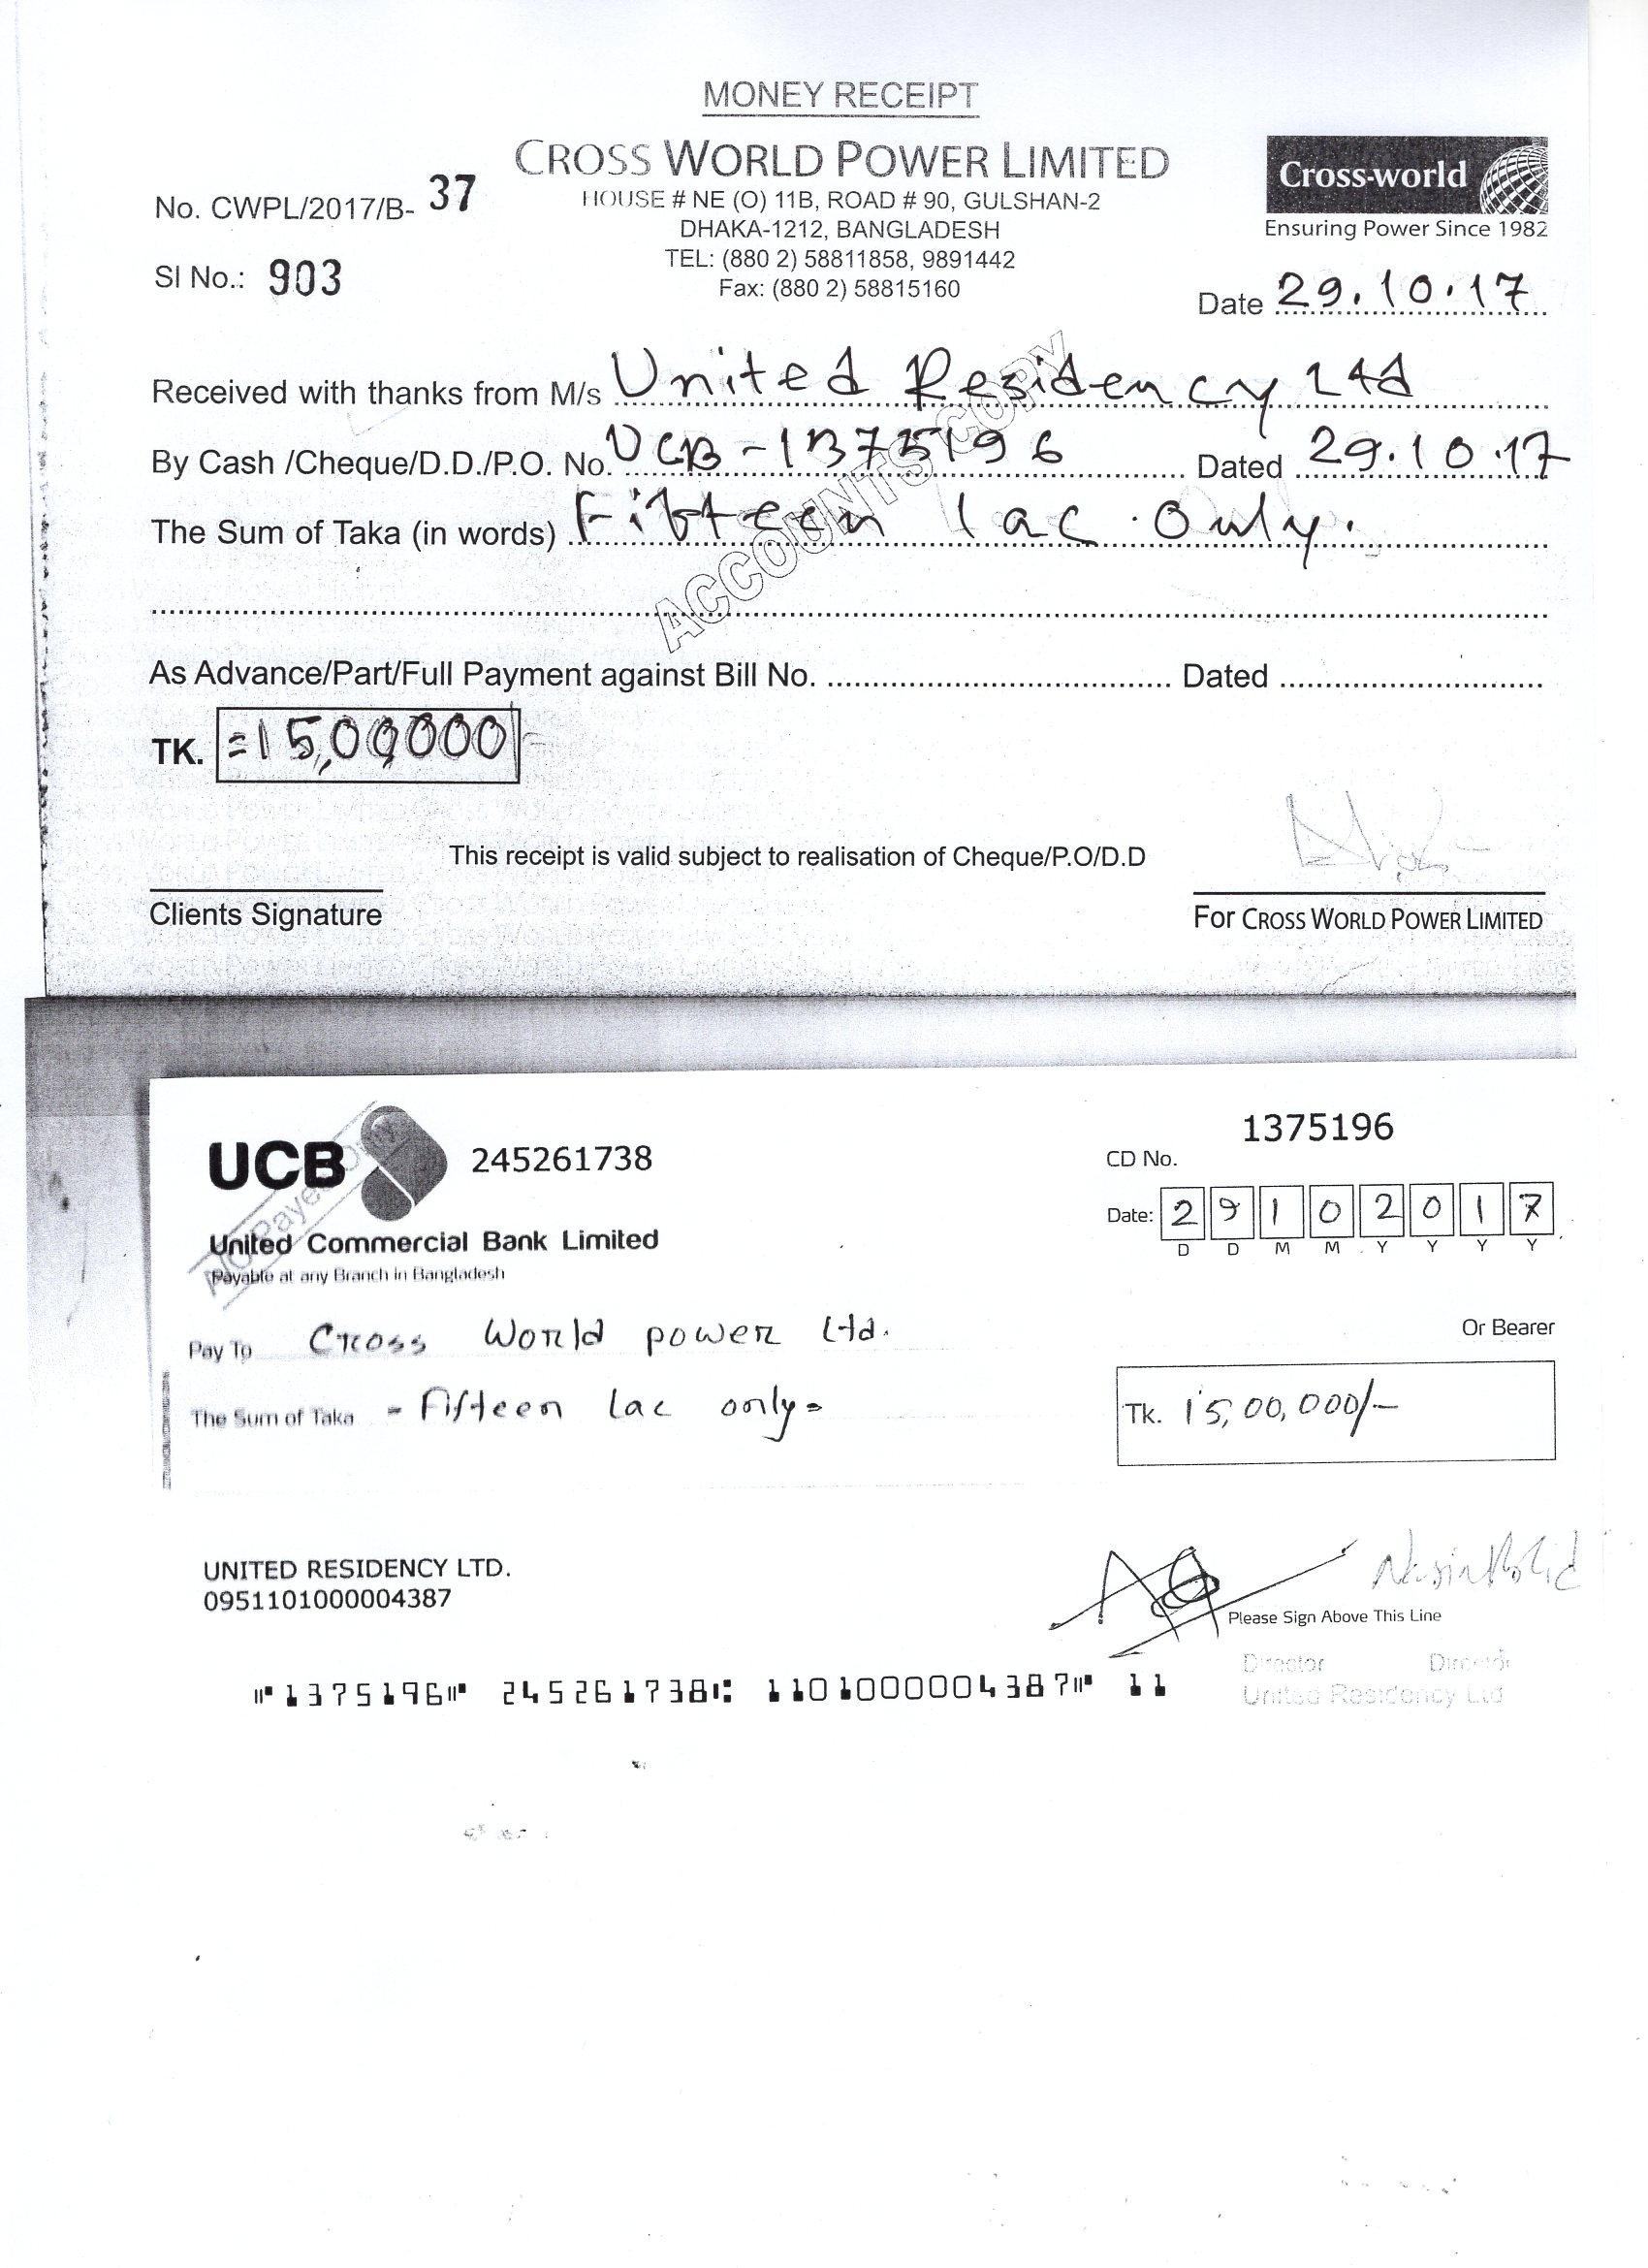 MONEY RECEIPT
CROSS WORLD POWER LIMITED
HOUSE # NE (O) 11B, ROAD # 90, GULSHAN-2
DHAKA-1212, BANGLADESH
TEL: (880 2) 58811858, 9891442
Fax: (880 2) 58815160
Cross-world
Ensuring Power Since 1982
No. CWPL/2017/B- 37
SI No.: 903
Date 29.10.17
Received with thanks from M/s United Residency Ltd
By Cash /Cheque/D.D./P.O. No. UCB-1375196 Dated 29.10.17
The Sum of Taka (in words) Fifteen lac only.
ACCOUNTS COPY
As Advance/Part/Full Payment against Bill No. Dated
TK. =15,00,000
This receipt is valid subject to realisation of Cheque/P.O/D.D
Clients Signature
For CROSS WORLD POWER LIMITED
UCB 245261738
1375196
CD No.
United Commercial Bank Limited
Payable at any Branch in Bangladesh
A/C Payee Only
Date: 29102017
D D M M Y Y Y Y
Pay To Cross World power Ltd.
Or Bearer
The Sum of Taka - Fifteen lac only=
Tk. 15,00,000/-
UNITED RESIDENCY LTD.
0951101000004387
Please Sign Above This Line
Director Director
United Residency Ltd
⑈1375196⑈ 245261738⑆ 1101000004387⑈ 11